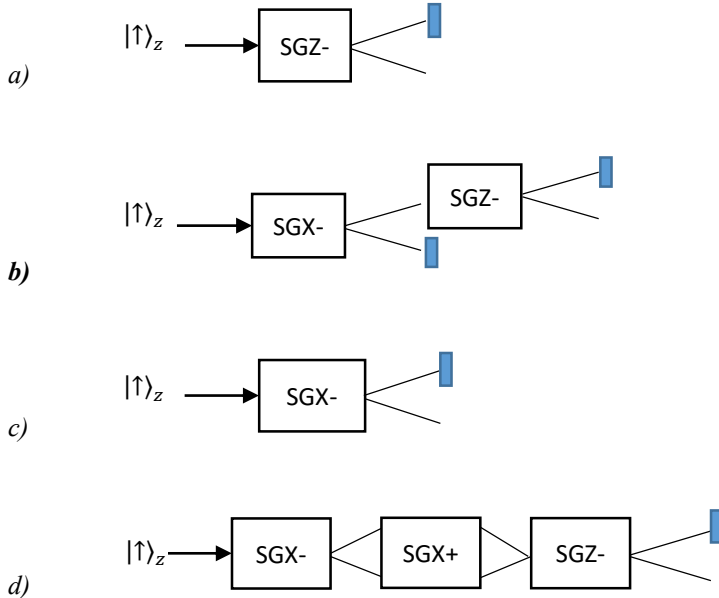 |↑⟩z SGZ-
a)
|↑⟩z SGX- SGZ-
b)
|↑⟩z SGX-
c)
|↑⟩z SGX- SGX+ SGZ-
d)